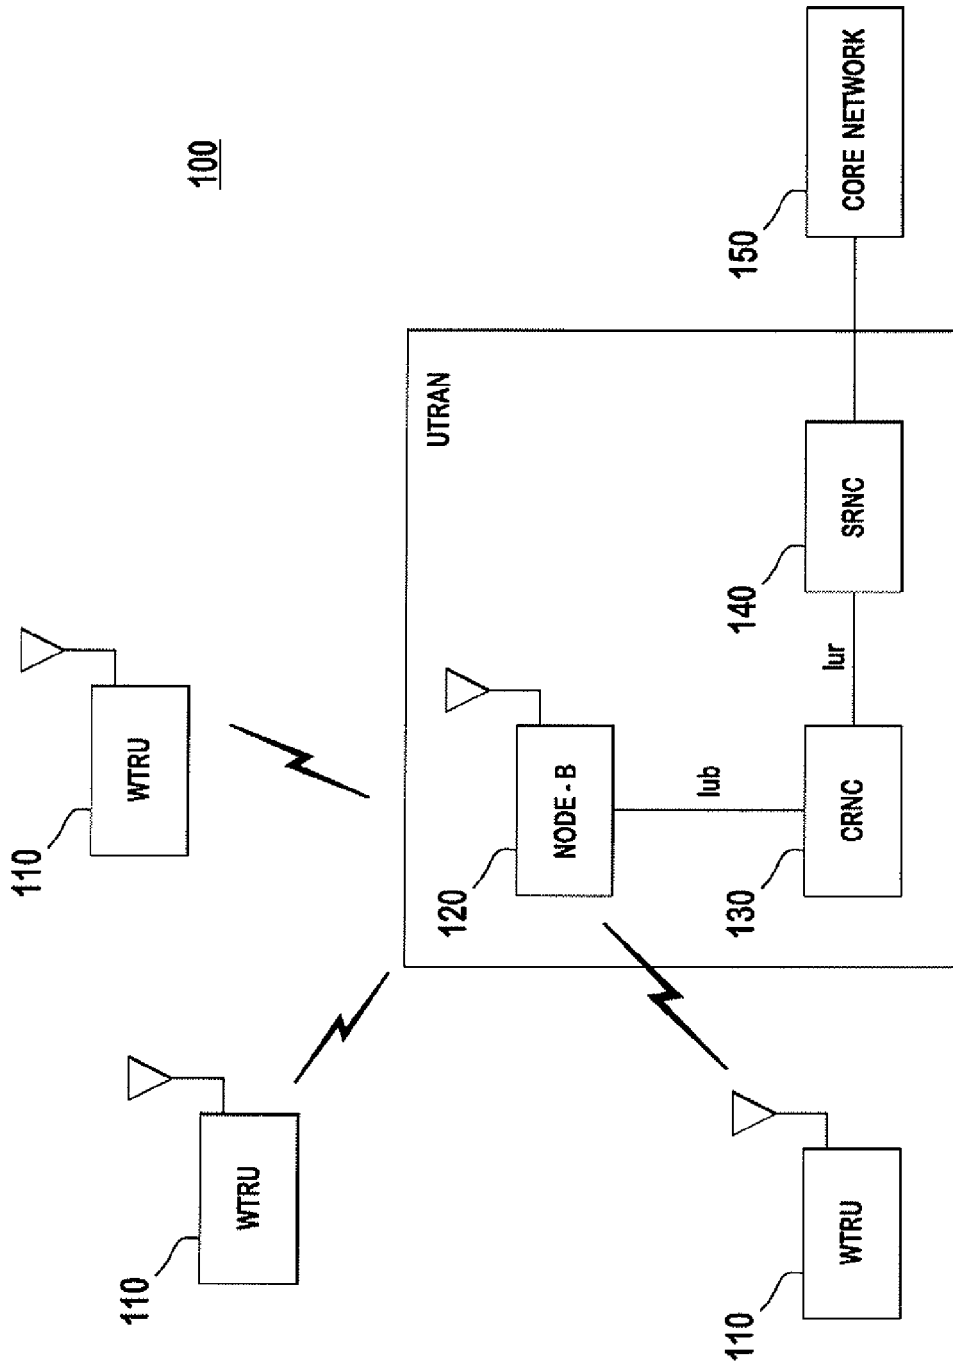 100
110
WTRU
110
WTRU
110
WTRU
UTRAN
120
NODE - B
Iub
130
CRNC
Iur
140
SRNC
150
CORE NETWORK